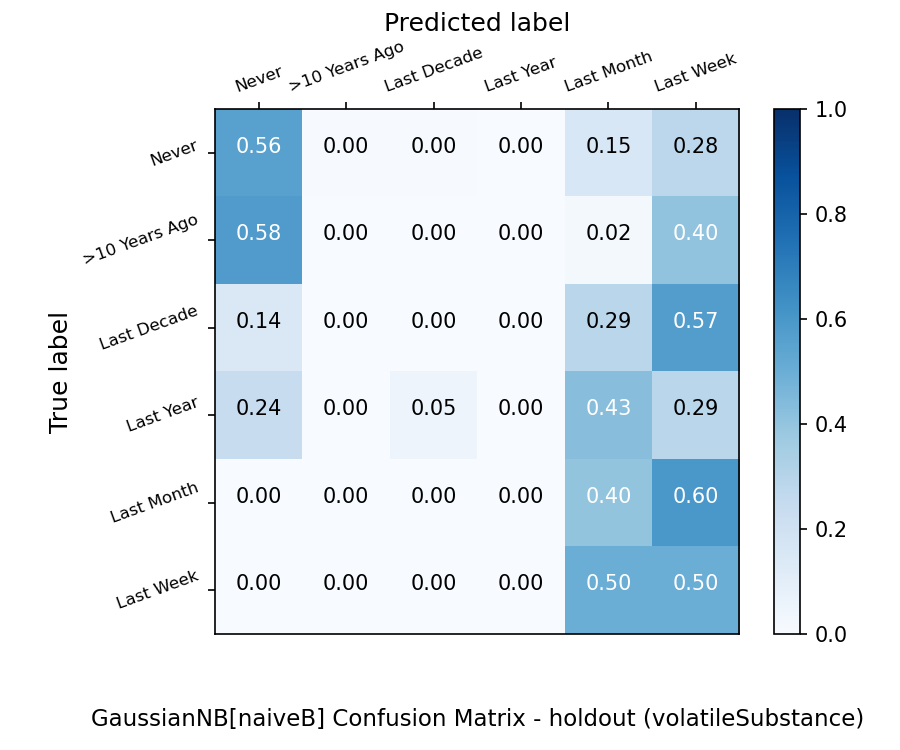 Predicted label
Never >10 Years Ago Last Decade Last Year Last Month Last Week
1.0
Never 0.56 0.00 0.00 0.00 0.15 0.28
0.8
>10 Years Ago 0.58 0.00 0.00 0.00 0.02 0.40
Last Decade 0.14 0.00 0.00 0.00 0.29 0.57
0.6
True label
Last Year 0.24 0.00 0.05 0.00 0.43 0.29
0.4
Last Month 0.00 0.00 0.00 0.00 0.40 0.60
0.2
Last Week 0.00 0.00 0.00 0.00 0.50 0.50
0.0
GaussianNB[naiveB] Confusion Matrix - holdout (volatileSubstance)